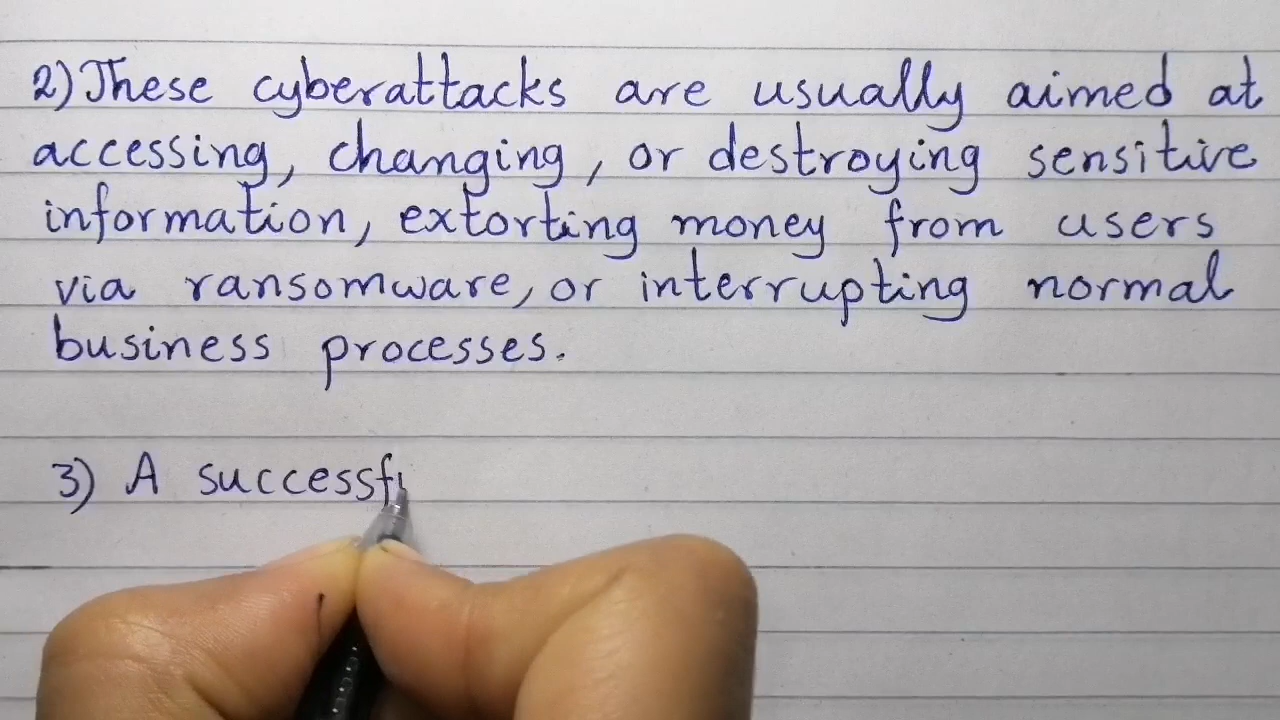 2) These cyberattacks are usually aimed at
accessing, changing, or destroying sensitive
information, extorting money from users
via ransomware, or interrupting normal
business processes.
3) A successf